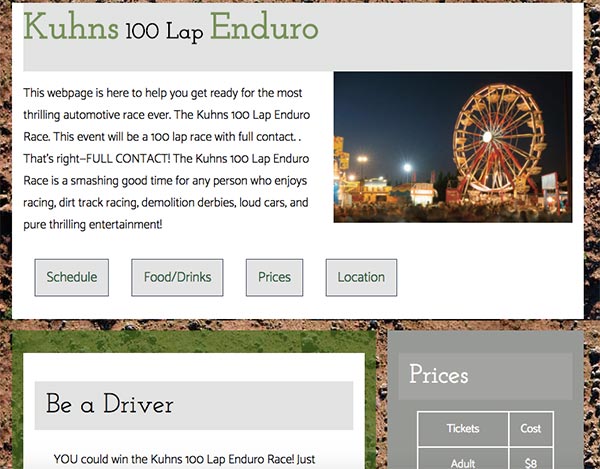 Kuhns 100 Lap Enduro
This webpage is here to help you get ready for the most
thrilling automotive race ever. The Kuhns 100 Lap Enduro
Race. This event will be a 100 lap race with full contact. .
That's right–FULL CONTACT! The Kuhns 100 Lap Enduro
Race is a smashing good time for any person who enjoys
racing, dirt track racing, demolition derbies, loud cars, and
pure thrilling entertainment!
Schedule
Food/Drinks
Prices
Location
Be a Driver
YOU could win the Kuhns 100 Lap Enduro Race! Just
Prices
Tickets Cost
Adult $8